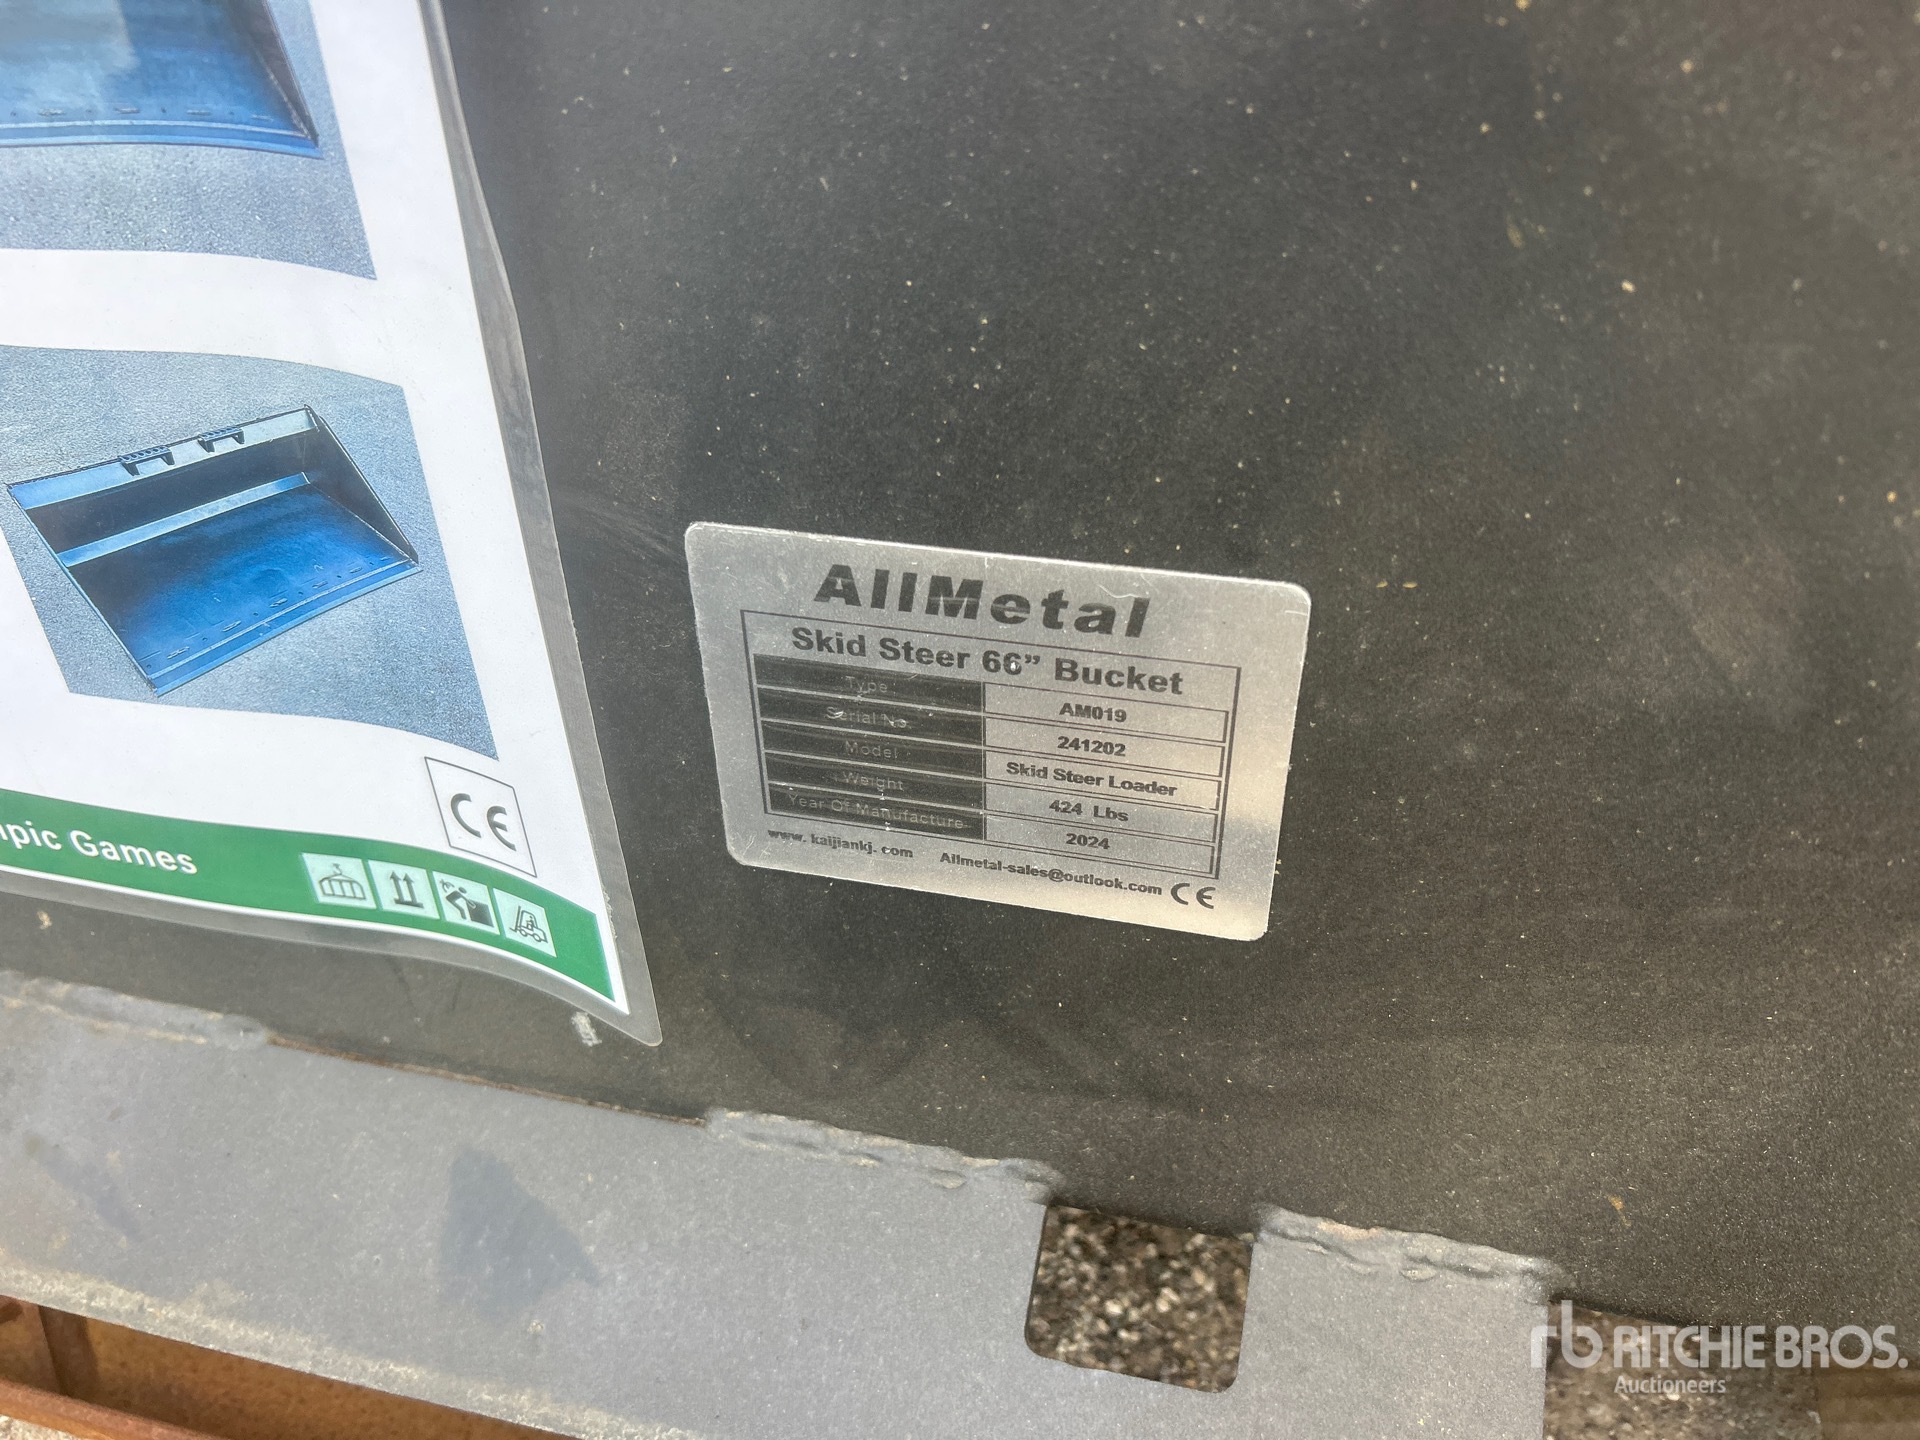 AllMetal
Skid Steer 66” Bucket
Type AM019
Serial No. 241202
Model Skid Steer Loader
Weight 424 Lbs
Year Of Manufacture 2024
www. kaijiankj. com Allmetal-sales@outlook.com CE
CE
Games
rb RITCHIE BROS.
Auctioneers